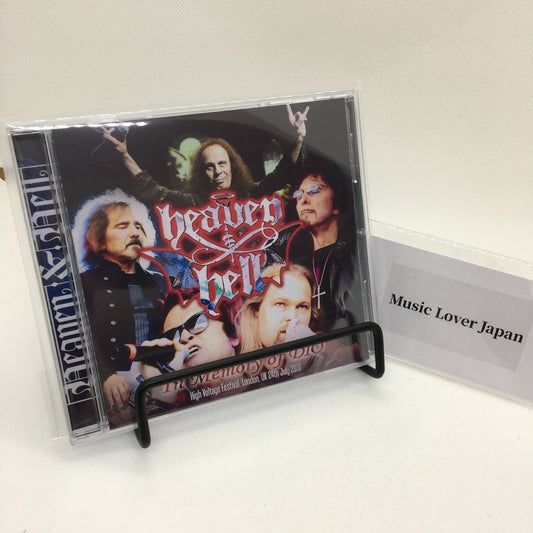 Heaven & Hell
heaven
&
hell
In Memory of DIO
High Voltage Festival, London, UK 24th July 2010
Music Lover Japan